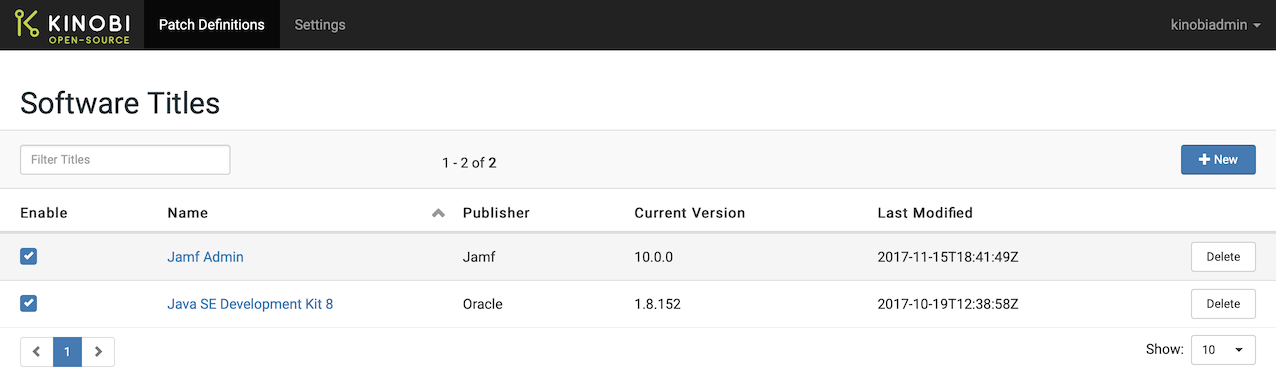 KINOBI
OPEN-SOURCE
Patch Definitions Settings kinobiadmin
Software Titles
Filter Titles 1 - 2 of 2 New
Enable Name Publisher Current Version Last Modified
Jamf Admin Jamf 10.0.0 2017-11-15T18:41:49Z Delete
Java SE Development Kit 8 Oracle 1.8.152 2017-10-19T12:38:58Z Delete
1 Show: 10